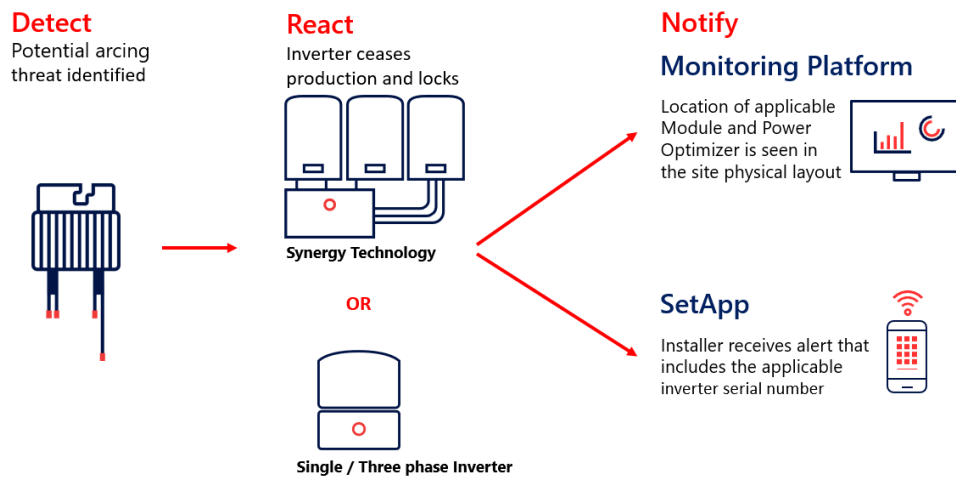 Detect
Potential arcing
threat identified
React
Inverter ceases
production and locks
Synergy Technology
OR
Single / Three phase Inverter
Notify
Monitoring Platform
Location of applicable
Module and Power
Optimizer is seen in
the site physical layout
SetApp
Installer receives alert that
includes the applicable
inverter serial number